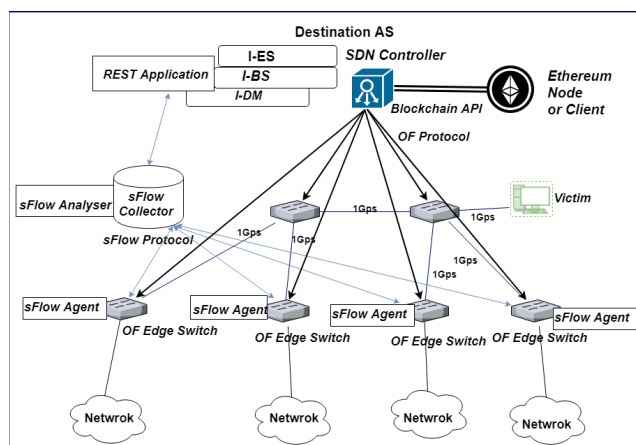 Destination AS
I-ES
SDN Controller
REST Application
I-BS
I-DM
Blockchain API
Ethereum
Node
or Client
OF Protocol
sFlow
Collector
sFlow Analyser
sFlow Protocol
1Gps
Victim
1Gps
1Gps
1Gps
1Gps
1Gps
sFlow Agent
sFlow Agent
sFlow Agent
sFlow Agent
OF Edge Switch
OF Edge Switch
OF Edge Switch
OF Edge Switch
Netwrok
Netwrok
Netwrok
Netwrok